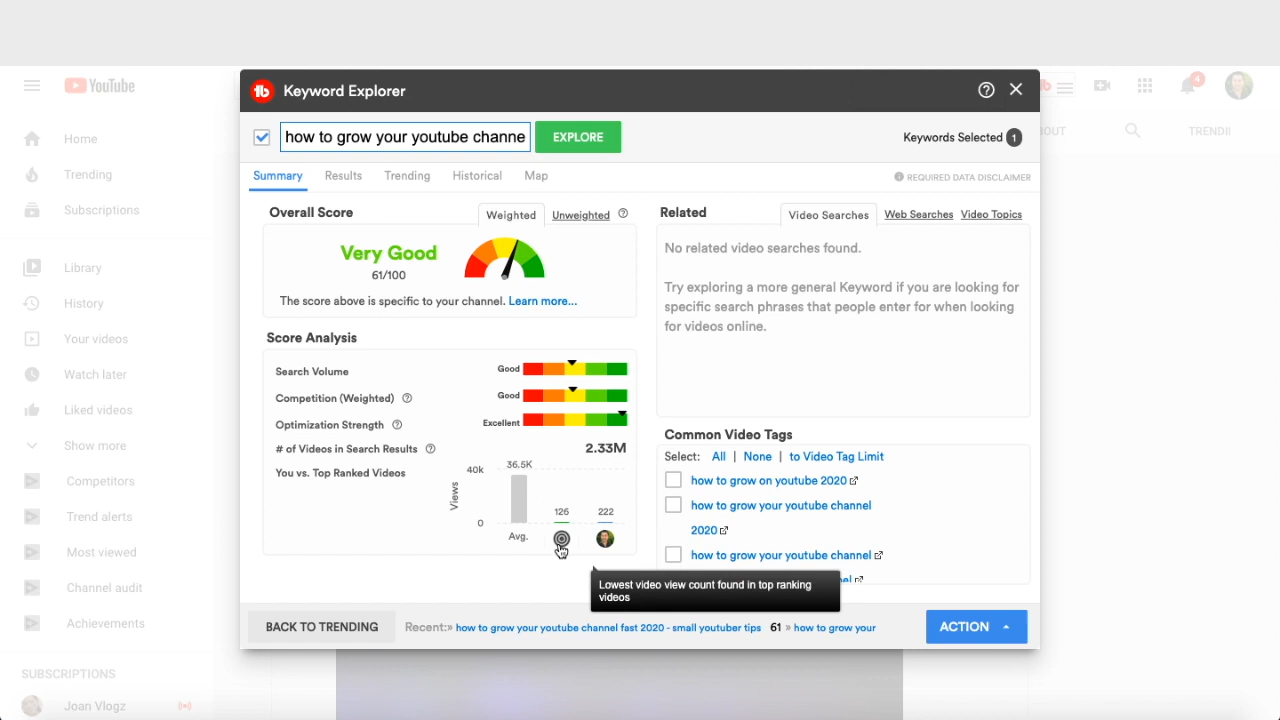 YouTube
Keyword Explorer
4
how to grow your youtube channe
EXPLORE
Keywords Selected 1
OUT
TRENDII
Home
Trending
Subscriptions
Library
History
Your videos
Watch later
Liked videos
Show more
Competitors
Trend alerts
Most viewed
Channel audit
Achievements
SUBSCRIPTIONS
Joan Vlogz
Summary Results Trending Historical Map
REQUIRED DATA DISCLAIMER
Overall Score
Weighted Unweighted
Very Good
61/100
The score above is specific to your channel. Learn more...
Score Analysis
Search Volume Good
Competition (Weighted) Good
Optimization Strength Excellent
# of Videos in Search Results 2.33M
You vs. Top Ranked Videos
Views
40k
0
36.5K
126
222
Avg.
Related
Video Searches Web Searches Video Topics
No related video searches found.
Try exploring a more general Keyword if you are looking for
specific search phrases that people enter for when looking
for videos online.
Common Video Tags
Select: All | None | to Video Tag Limit
how to grow on youtube 2020
how to grow your youtube channel
2020
how to grow your youtube channel
Lowest video view count found in top ranking
videos
BACK TO TRENDING
Recent:» how to grow your youtube channel fast 2020 - small youtuber tips 61 » how to grow your
ACTION